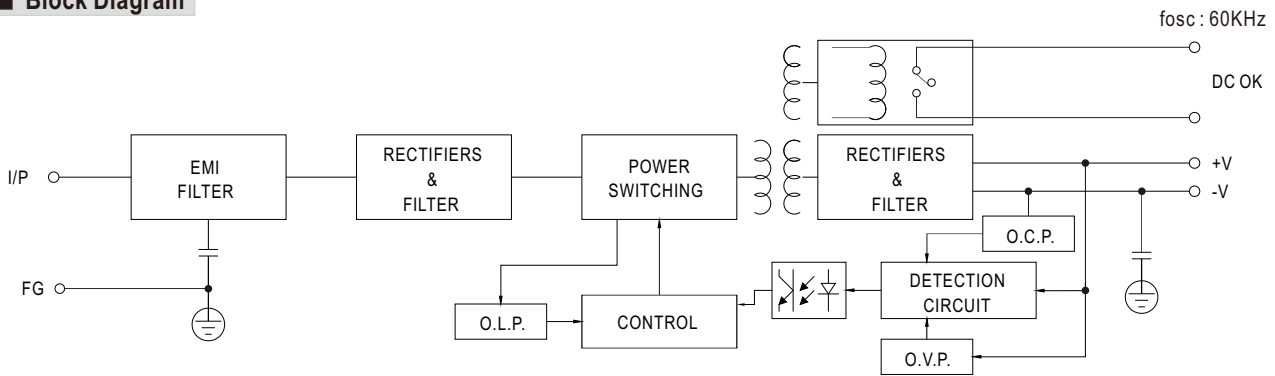 ■ Block Diagram
fosc : 60KHz
DC OK
I/P
EMI
FILTER
RECTIFIERS
&
FILTER
POWER
SWITCHING
RECTIFIERS
&
FILTER
+V
-V
O.C.P.
FG
O.L.P.
CONTROL
DETECTION
CIRCUIT
O.V.P.